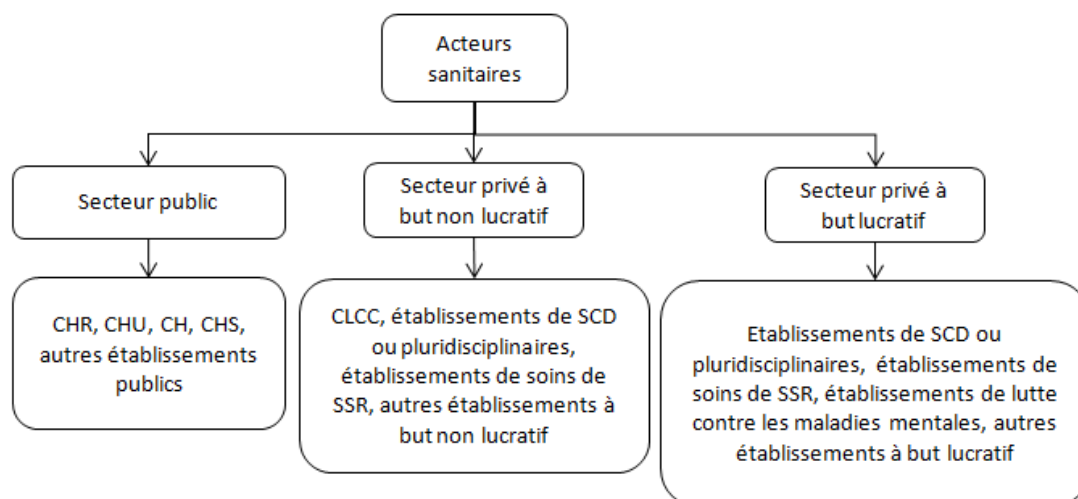 Acteurs
sanitaires
Secteur public
Secteur privé à
but non lucratif
Secteur privé à
but lucratif
CHR, CHU, CH, CHS,
autres établissements
publics
CLCC, établissements de SCD
ou pluridisciplinaires,
établissements de soins de
SSR, autres établissements à
but non lucratif
Etablissements de SCD ou
pluridisciplinaires, établissements de
soins de SSR, établissements de lutte
contre les maladies mentales, autres
établissements à but lucratif